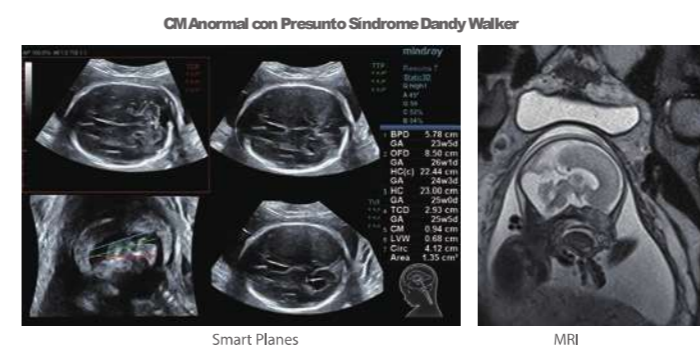 CM Anormal con Presunto Síndrome Dandy Walker
mindray
BPD 5.78 cm
GA 23w5d
OFD 8.50 cm
GA 26w1d
HC(c) 22.44 cm
GA 24w3d
HC 23.00 cm
GA 25w0d
TCD 2.93 cm
GA 25w5d
CM 0.94 cm
LVW 0.68 cm
Circ 4.12 cm
Area 1.35 cm²
Smart Planes
MRI